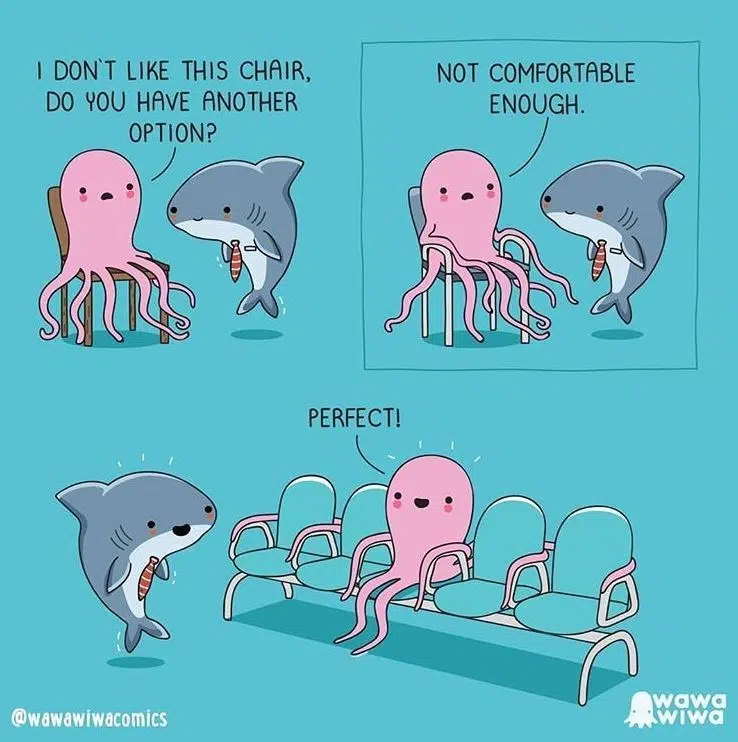 I DON'T LIKE THIS CHAIR,
DO YOU HAVE ANOTHER
OPTION?
NOT COMFORTABLE
ENOUGH.
PERFECT!
@wawawiwacomics
wawa
wiwa